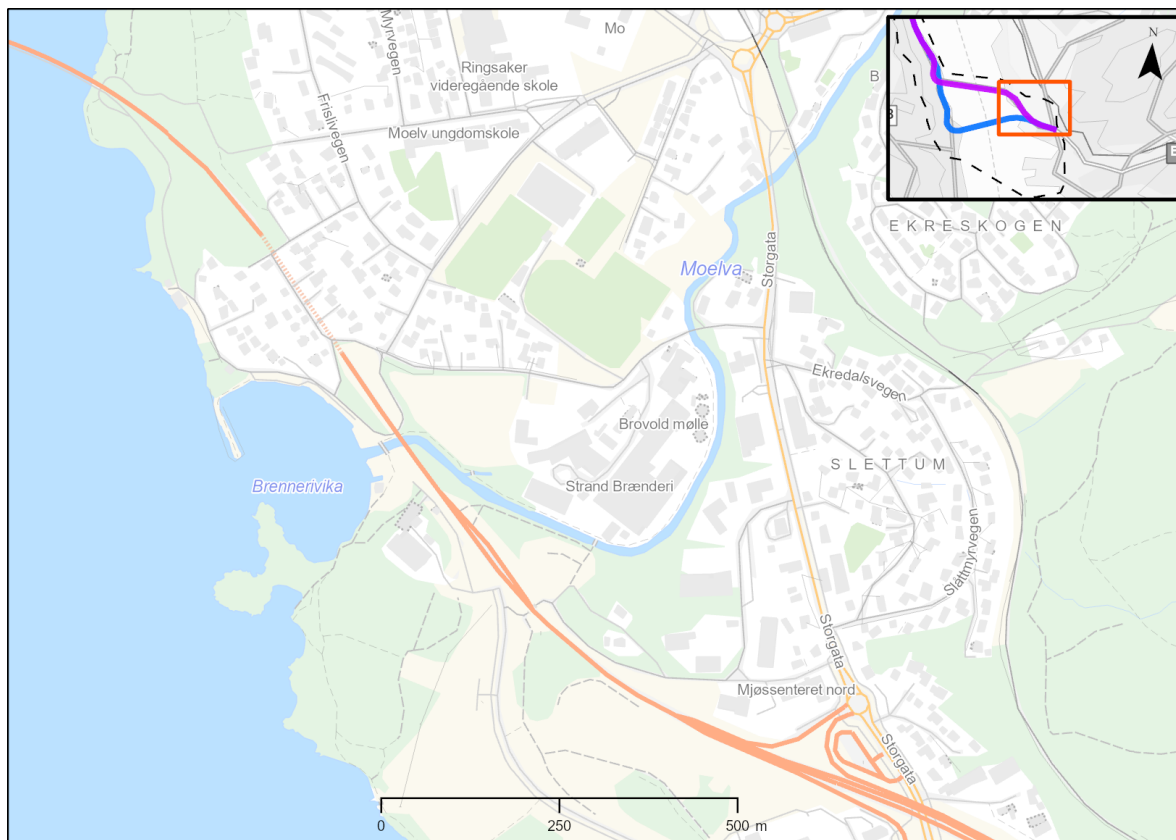 Myrvegen
Mo
Ringsaker
videregående skole
Frislivegen
Moelv ungdomskole
N
B
E
EKRESKOGEN
Moelva
Storgata
Ekredalsvegen
Brovold mølle
SLETTUM
Brennerivika
Strand Brænderi
Slåttmyrvegen
Storgata
Mjøssenteret nord
Storgata
0 250 500 m